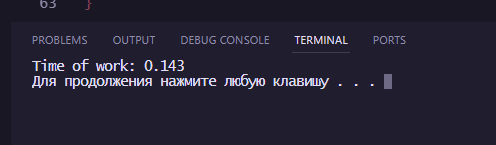 63 }
PROBLEMS OUTPUT DEBUG CONSOLE TERMINAL PORTS
Time of work: 0.143
Для продолжения нажмите любую клавишу . . .